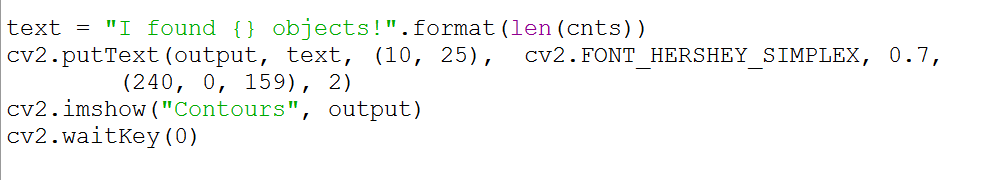 text = "I found {} objects!".format(len(cnts))
cv2.putText(output, text, (10, 25),  cv2.FONT_HERSHEY_SIMPLEX, 0.7,
        (240, 0, 159), 2)
cv2.imshow("Contours", output)
cv2.waitKey(0)